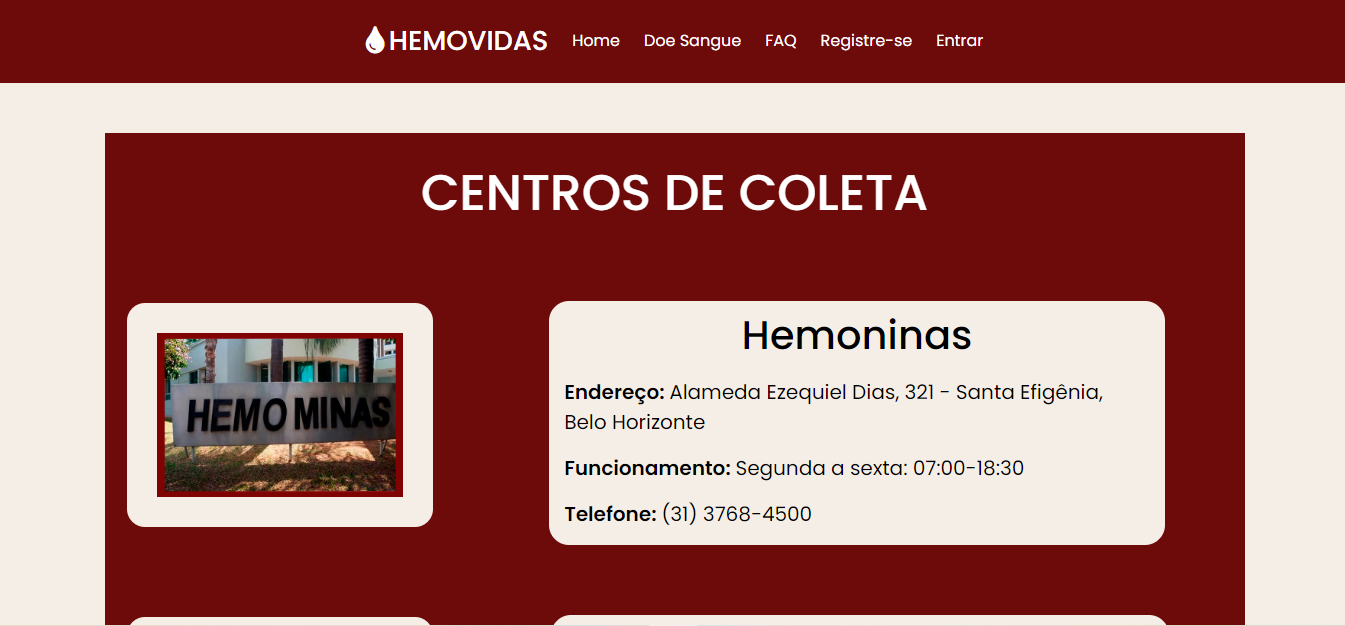 HEMOVIDAS Home Doe Sangue FAQ Registre-se Entrar
CENTROS DE COLETA
HEMO MINAS
Hemoninas
Endereço: Alameda Ezequiel Dias, 321 - Santa Efigênia,
Belo Horizonte
Funcionamento: Segunda a sexta: 07:00-18:30
Telefone: (31) 3768-4500